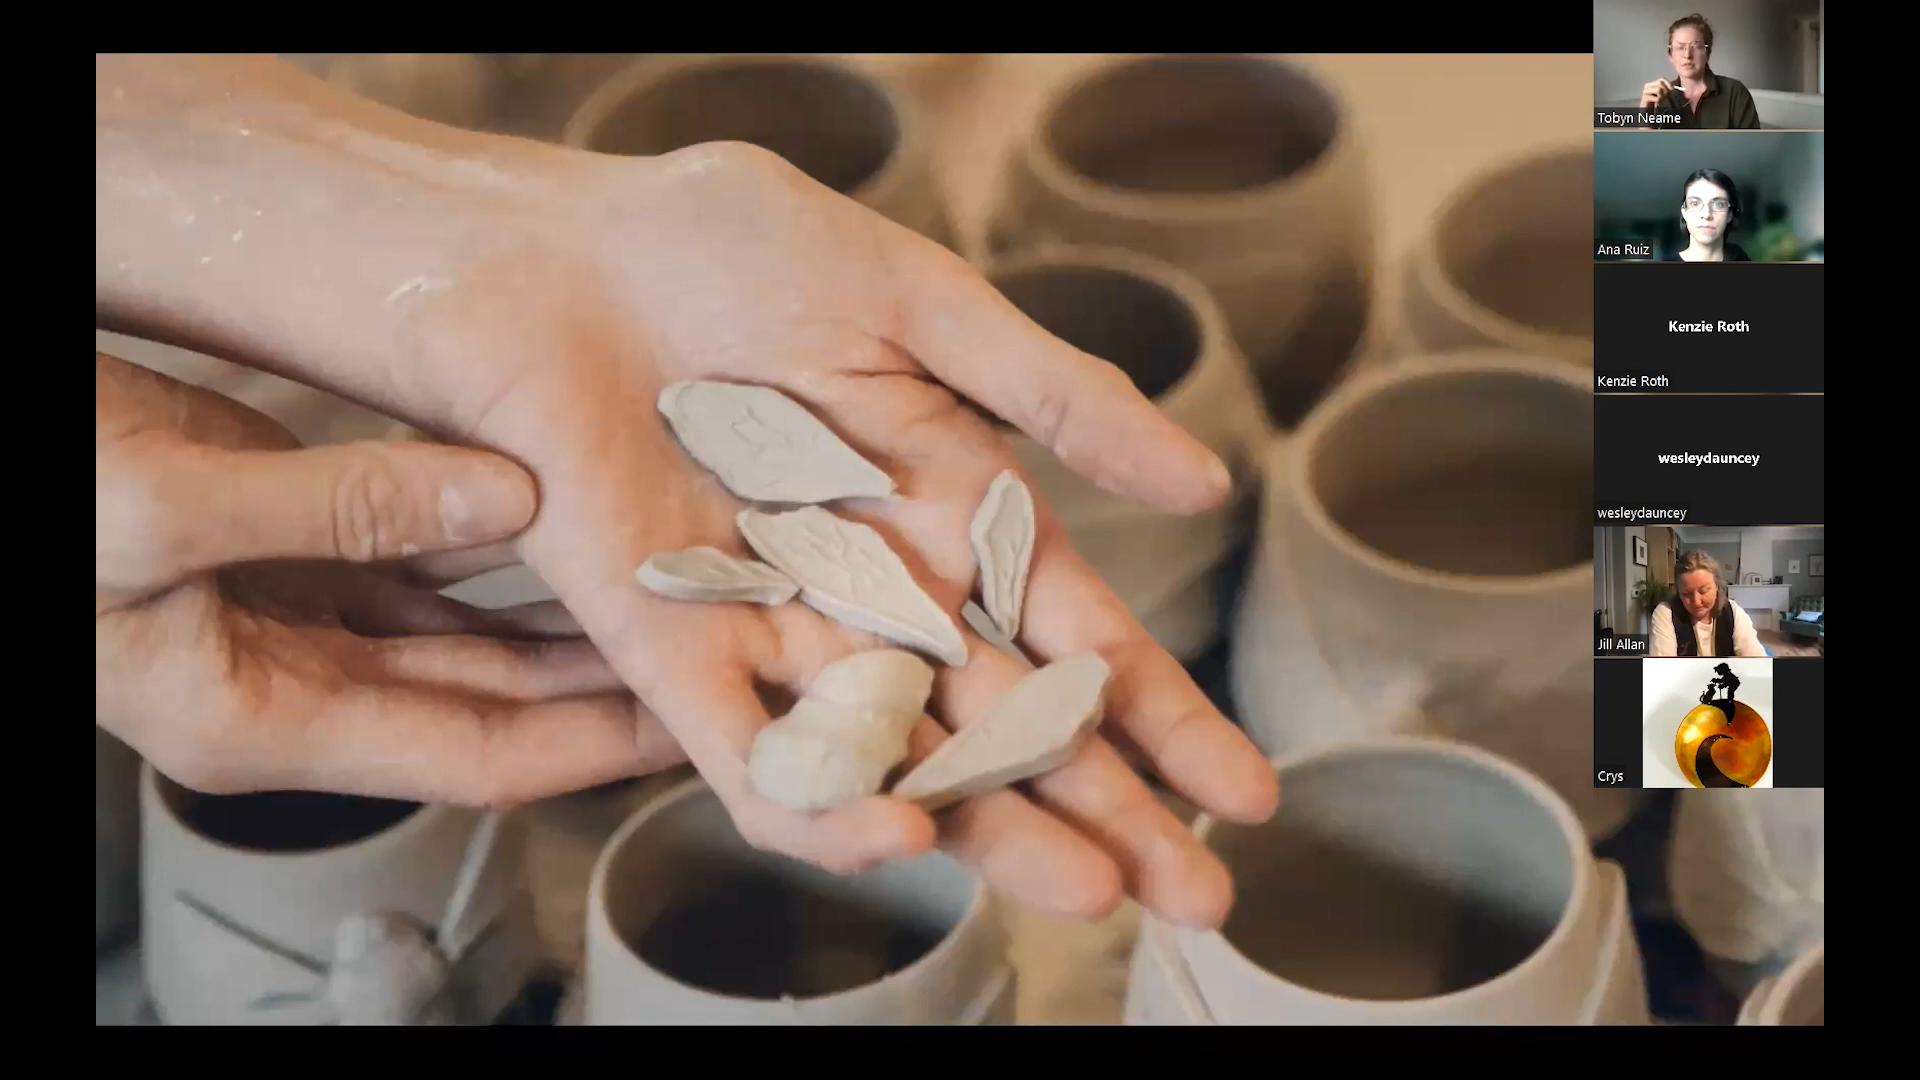 Tobyn Neame
Ana Ruiz
Kenzie Roth
Kenzie Roth
wesleydauncey
wesleydauncey
Jill Allan
Crys